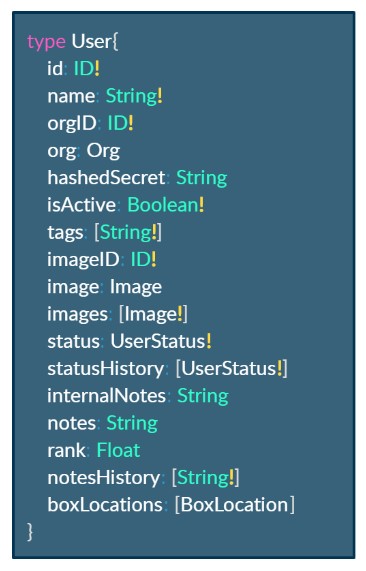 type User{
id: ID!
name: String!
orgID: ID!
org: Org
hashedSecret: String
isActive: Boolean!
tags: [String!]
imageID: ID!
image: Image
images: [Image!]
status: UserStatus!
statusHistory: [UserStatus!]
internalNotes: String
notes: String
rank: Float
notesHistory: [String!]
boxLocations: [BoxLocation]
}